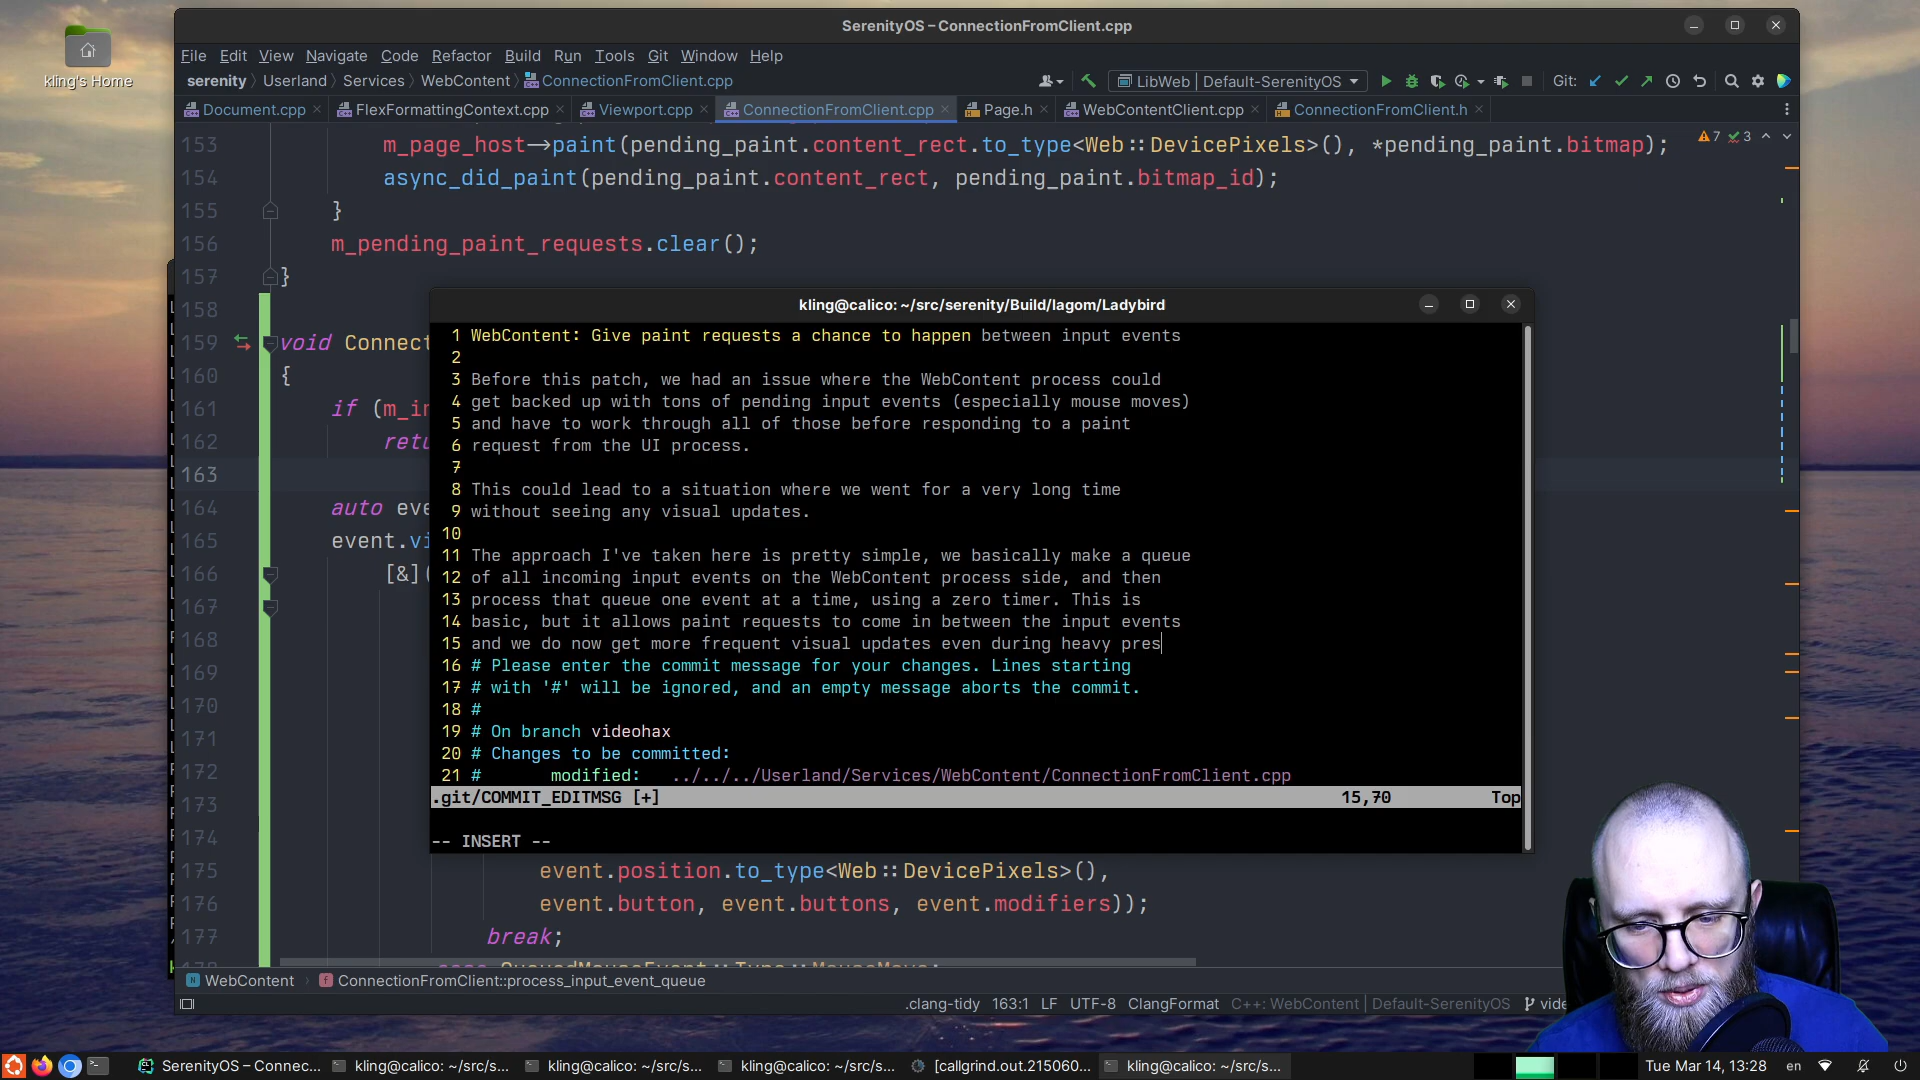 SerenityOS – ConnectionFromClient.cpp
kling's Home
File Edit View Navigate Code Refactor Build Run Tools Git Window Help
serenity Userland Services WebContent ConnectionFromClient.cpp
LibWeb | Default-SerenityOS
Git:
Document.cpp FlexFormattingContext.cpp Viewport.cpp ConnectionFromClient.cpp Page.h WebContentClient.cpp ConnectionFromClient.h
7 3
153 m_page_host->paint(pending_paint.content_rect.to_type<Web::DevicePixels>(), *pending_paint.bitmap);
154 async_did_paint(pending_paint.content_rect, pending_paint.bitmap_id);
155 }
156 m_pending_paint_requests.clear();
157 }
158
159 void Connect
160 {
161 if (m_in
162 retu
163
164 auto eve
165 event.vi
166 [&](
167
168
169
170
171
172
173
174
175 event.position.to_type<Web::DevicePixels>(),
176 event.button, event.buttons, event.modifiers));
177 break;
kling@calico: ~/src/serenity/Build/lagom/Ladybird
1 WebContent: Give paint requests a chance to happen between input events
2
3 Before this patch, we had an issue where the WebContent process could
4 get backed up with tons of pending input events (especially mouse moves)
5 and have to work through all of those before responding to a paint
6 request from the UI process.
7
8 This could lead to a situation where we went for a very long time
9 without seeing any visual updates.
10
11 The approach I've taken here is pretty simple, we basically make a queue
12 of all incoming input events on the WebContent process side, and then
13 process that queue one event at a time, using a zero timer. This is
14 basic, but it allows paint requests to come in between the input events
15 and we do now get more frequent visual updates even during heavy pres
16 # Please enter the commit message for your changes. Lines starting
17 # with '#' will be ignored, and an empty message aborts the commit.
18 #
19 # On branch videohax
20 # Changes to be committed:
21 # modified: ../../../Userland/Services/WebContent/ConnectionFromClient.cpp
.git/COMMIT_EDITMSG [+] 15,70 Top
-- INSERT --
WebContent ConnectionFromClient::process_input_event_queue
.clang-tidy 163:1 LF UTF-8 ClangFormat C++: WebContent | Default-SerenityOS vide
SerenityOS – Connec... kling@calico: ~/src/s... kling@calico: ~/src/s... kling@calico: ~/src/s... [callgrind.out.215060... kling@calico: ~/src/s... Tue Mar 14, 13:28 en